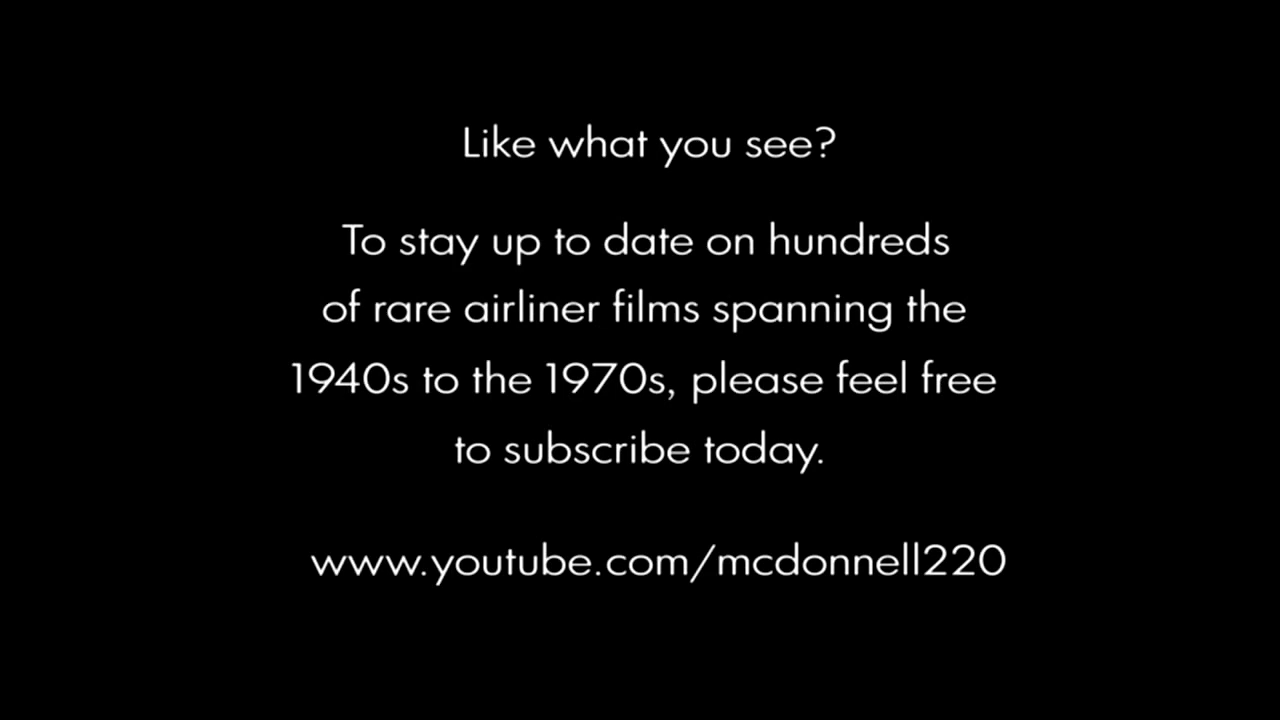 Like what you see?
To stay up to date on hundreds
of rare airliner films spanning the
1940s to the 1970s, please feel free
to subscribe today.
www.youtube.com/mcdonnell220